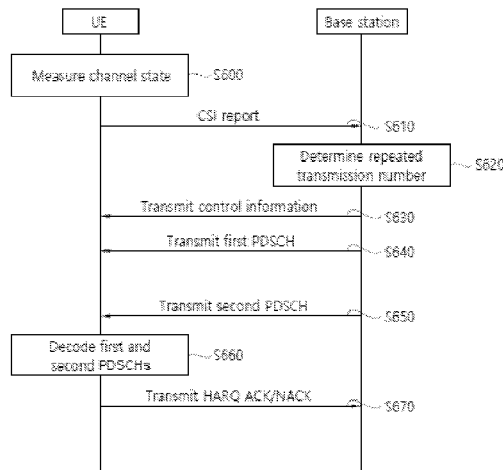 UE
Base station
Measure channel state
S600
CSI report
S610
Determine repeated
transmission number
S620
Transmit control information
S630
Transmit first PDSCH
S640
Transmit second PDSCH
S650
Decode first and
second PDSCHs
S660
Transmit HARQ ACK/NACK
S670